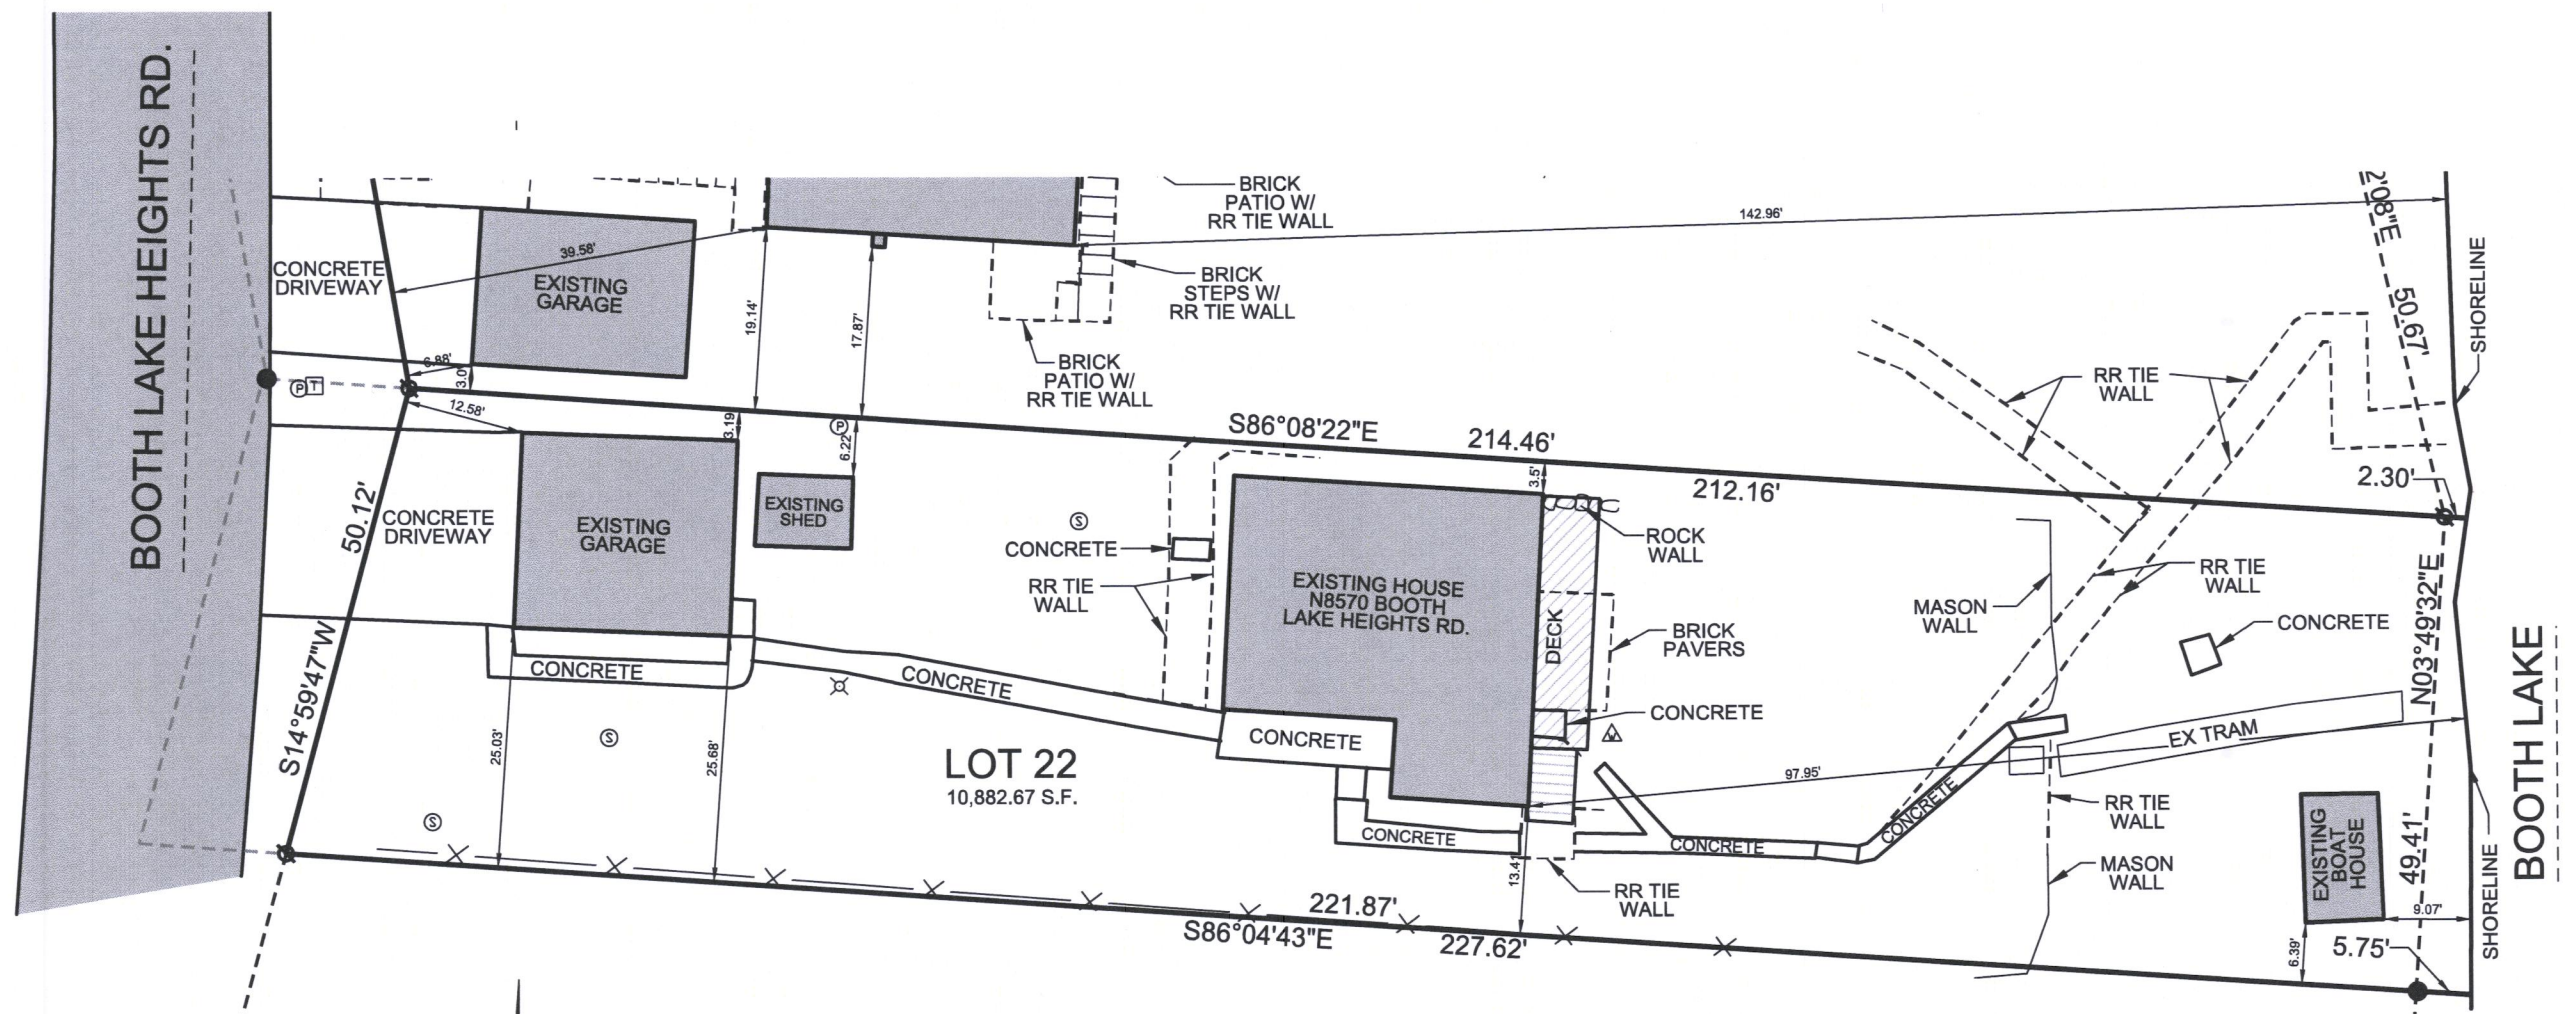 BOOTH LAKE HEIGHTS RD.
CONCRETE
DRIVEWAY
39.58'
EXISTING
GARAGE
6.88'
3.0'
P
T
12.58'
19.14'
17.87'
BRICK
PATIO W/
RR TIE WALL
BRICK
STEPS W/
RR TIE WALL
BRICK
PATIO W/
RR TIE WALL
142.96'
2'08"E
50.67'
SHORELINE
RR TIE
WALL
S86°08'22"E
214.46'
212.16'
2.30'
3.19'
P
6.22'
3.5'
50.12'
S14°59'47"W
CONCRETE
DRIVEWAY
EXISTING
GARAGE
EXISTING
SHED
S
CONCRETE
RR TIE
WALL
EXISTING HOUSE
N8570 BOOTH
LAKE HEIGHTS RD.
DECK
ROCK
WALL
BRICK
PAVERS
CONCRETE
MASON
WALL
RR TIE
WALL
CONCRETE
N03°49'32"E
49.41'
BOOTH LAKE
CONCRETE
CONCRETE
CONCRETE
25.03'
25.68'
S
S
LOT 22
10,882.67 S.F.
CONCRETE
CONCRETE
CONCRETE
97.95'
EX TRAM
RR TIE
WALL
MASON
WALL
EXISTING
BOAT
HOUSE
SHORELINE
9.07'
6.39'
5.75'
13.41'
RR TIE
WALL
221.87'
S86°04'43"E
227.62'